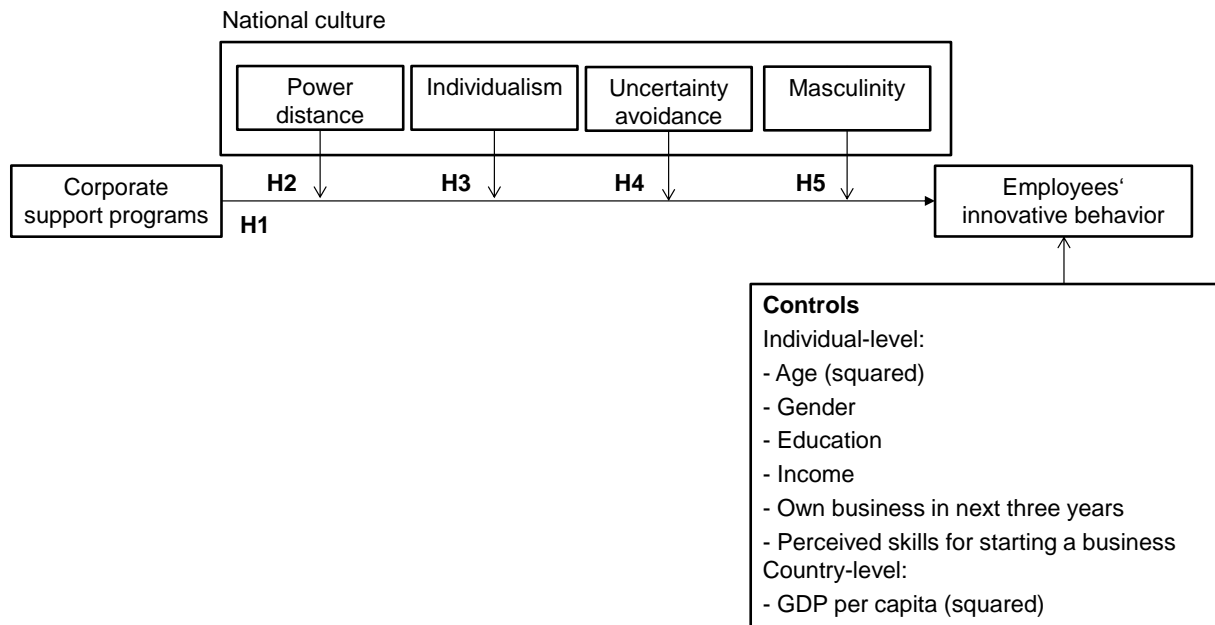 National culture
Power
distance
Individualism
Uncertainty
avoidance
Masculinity
Corporate
support programs
H1
H2
H3
H4
H5
Employees‘
innovative behavior
Controls
Individual-level:
- Age (squared)
- Gender
- Education
- Income
- Own business in next three years
- Perceived skills for starting a business
Country-level:
- GDP per capita (squared)